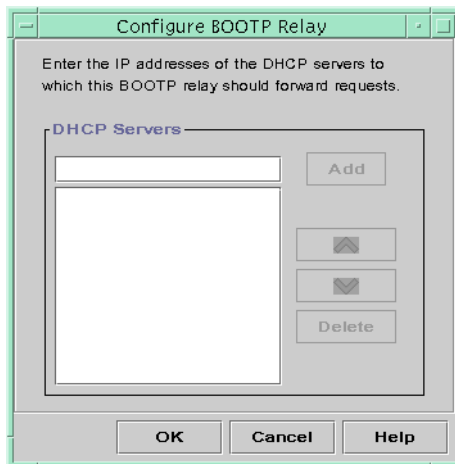 Configure BOOTP Relay
Enter the IP addresses of the DHCP servers to
which this BOOTP relay should forward requests.
DHCP Servers
Add
Delete
OK
Cancel
Help